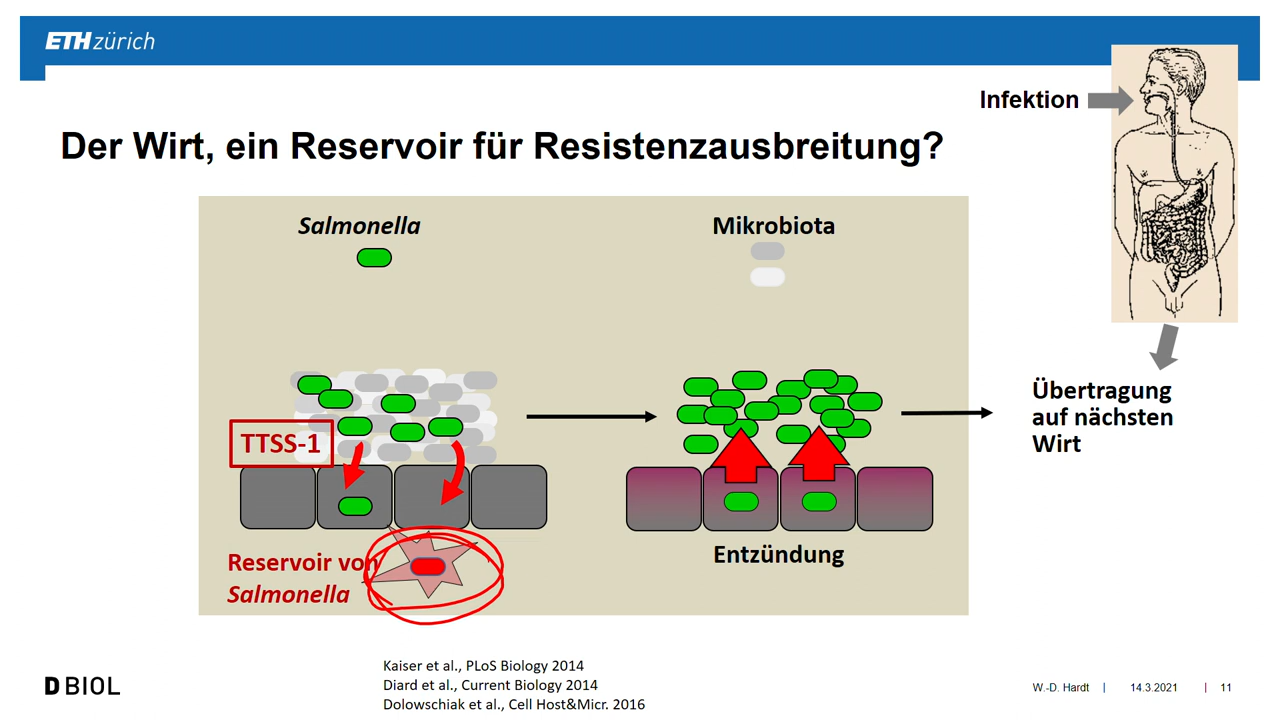 ETH zürich
Infektion
Der Wirt, ein Reservoir für Resistenzausbreitung?
Salmonella
Mikrobiota
TTSS-1
Übertragung
auf nächsten
Wirt
Reservoir von
Salmonella
Entzündung
Kaiser et al., PLoS Biology 2014
Diard et al., Current Biology 2014
Dolowschiak et al., Cell Host&Micr. 2016
D BIOL
W.-D. Hardt | 14.3.2021 | 11